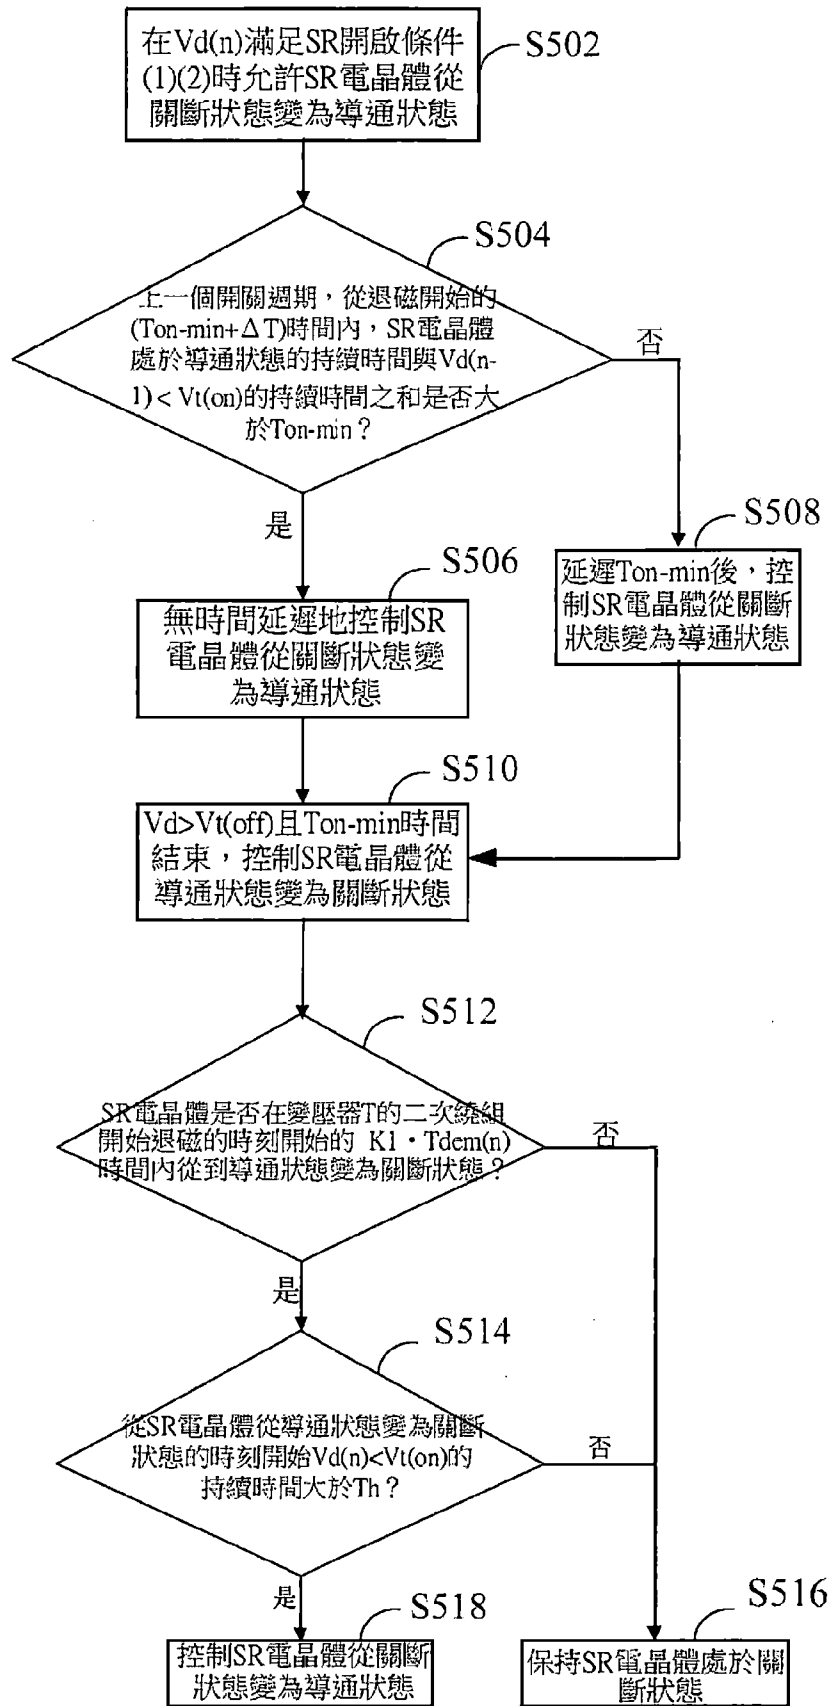 在Vd(n)滿足SR開啟條件
(1)(2)時允許SR電晶體從
關斷狀態變為導通狀態
S502
S504
上一個開關週期，從退磁開始的
(Ton-min+ΔT)時間內，SR電晶體
處於導通狀態的持續時間與Vd(n-
1)<Vt(on)的持續時間之和是否大
於Ton-min？
否
是
S506
無時間延遲地控制SR
電晶體從關斷狀態變
為導通狀態
S508
延遲Ton-min後，控
制SR電晶體從關斷
狀態變為導通狀態
S510
Vd>Vt(off)且Ton-min時間
結束，控制SR電晶體從
導通狀態變為關斷狀態
S512
SR電晶體是否在變壓器T的二次繞組
開始退磁的時刻開始的 K1·Tdem(n)
時間內從到導通狀態變為關斷狀態？
否
是
S514
從SR電晶體從導通狀態變為關斷
狀態的時刻開始Vd(n)<Vt(on)的
持續時間大於Th？
否
是
S518
控制SR電晶體從關斷
狀態變為導通狀態
S516
保持SR電晶體處於關
斷狀態